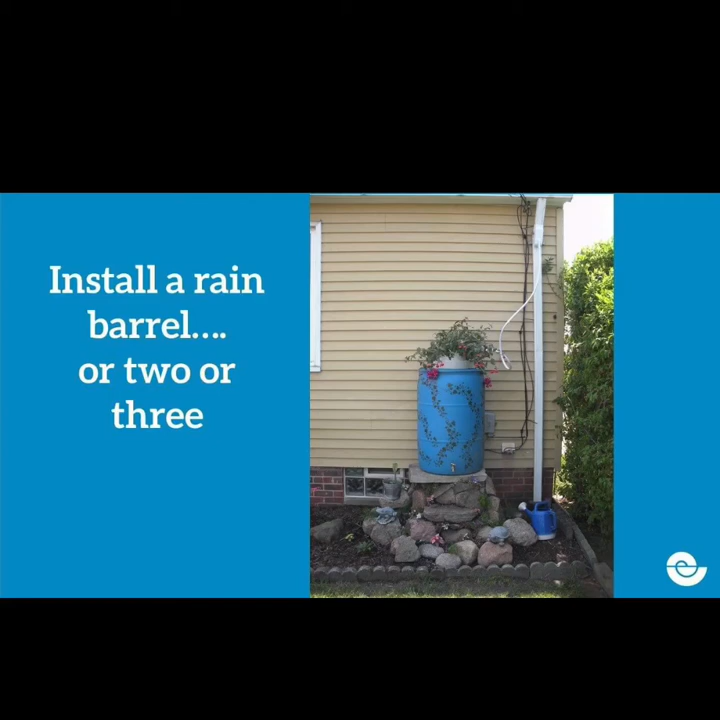 Install a rain
barrel....
or two or
three